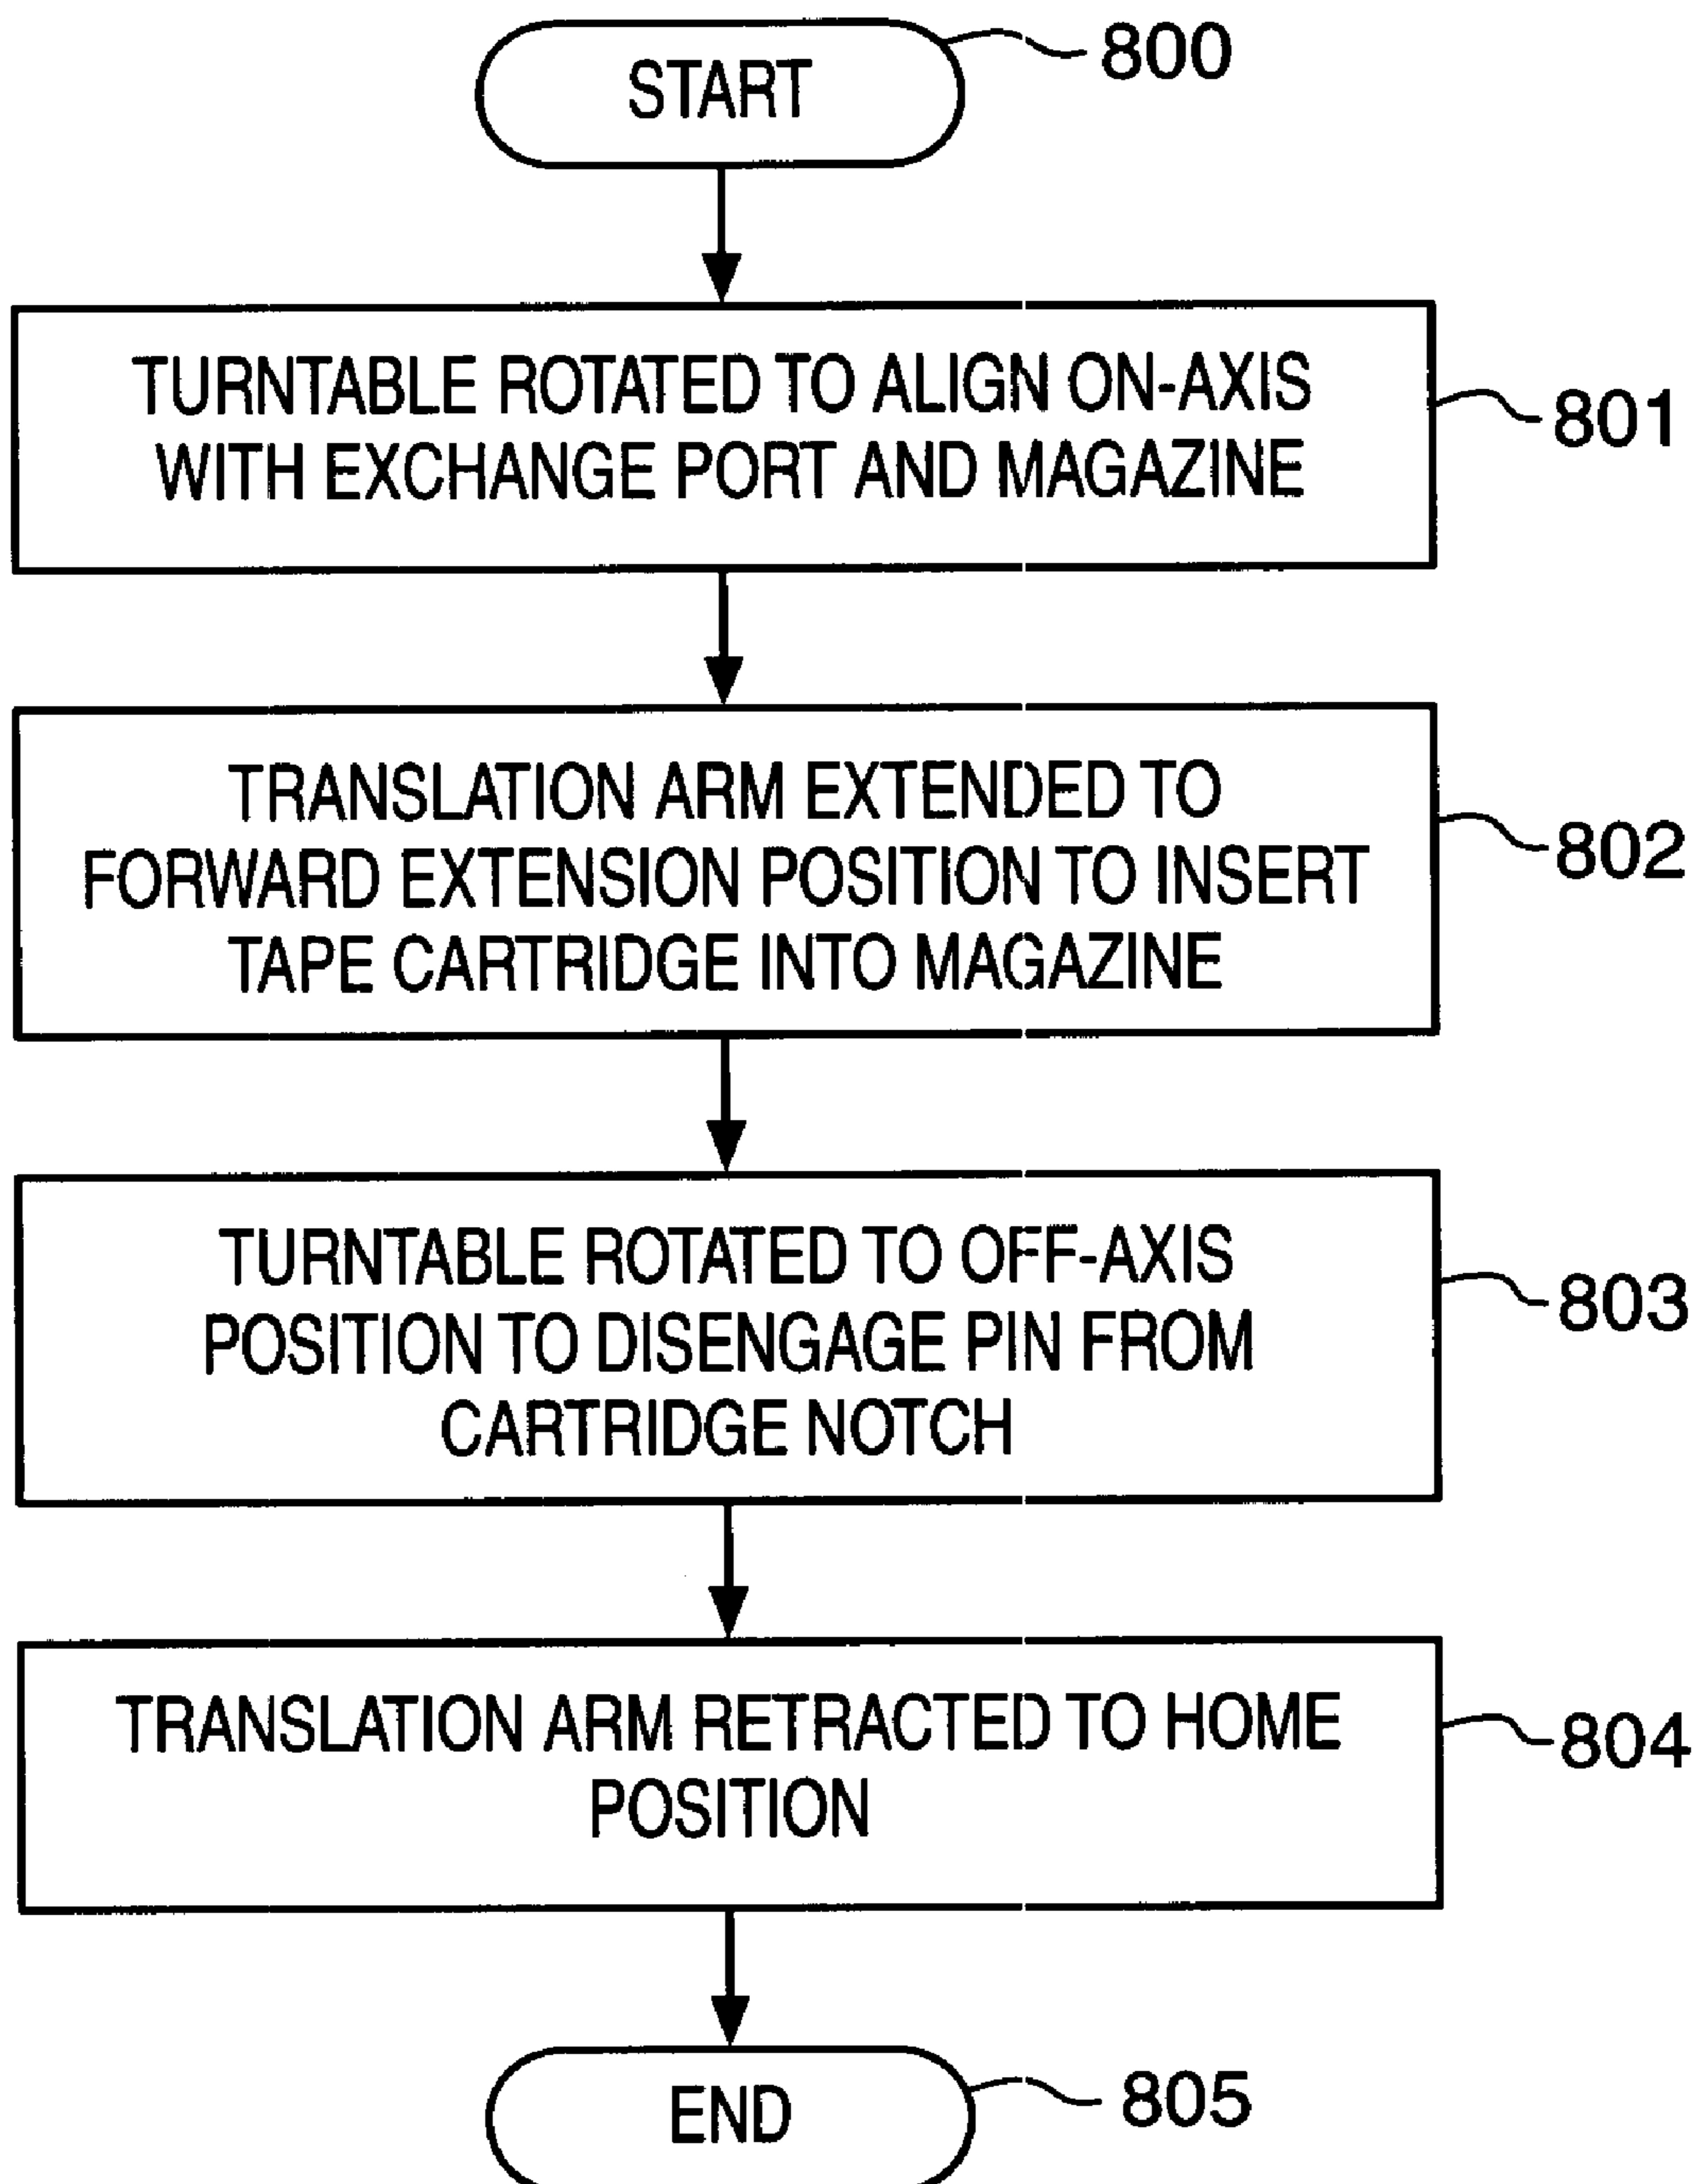 START
800
TURNTABLE ROTATED TO ALIGN ON-AXIS
WITH EXCHANGE PORT AND MAGAZINE
801
TRANSLATION ARM EXTENDED TO
FORWARD EXTENSION POSITION TO INSERT
TAPE CARTRIDGE INTO MAGAZINE
802
TURNTABLE ROTATED TO OFF-AXIS
POSITION TO DISENGAGE PIN FROM
CARTRIDGE NOTCH
803
TRANSLATION ARM RETRACTED TO HOME
POSITION
804
END
805